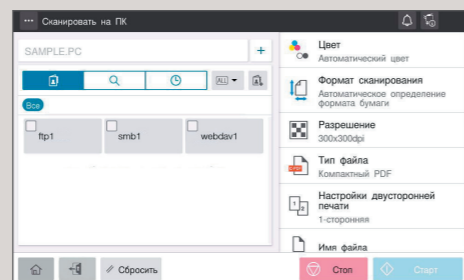 Сканировать на ПК
SAMPLE.PC
+
ALL
Все
ftp1
smb1
webdav1
Цвет
Автоматический цвет
Формат сканирования
Автоматическое определение
формата бумаги
Разрешение
300x300dpi
Тип файла
Компактный PDF
Настройки двусторонней
печати
1-сторонняя
Имя файла
Сбросить
Стоп
Старт